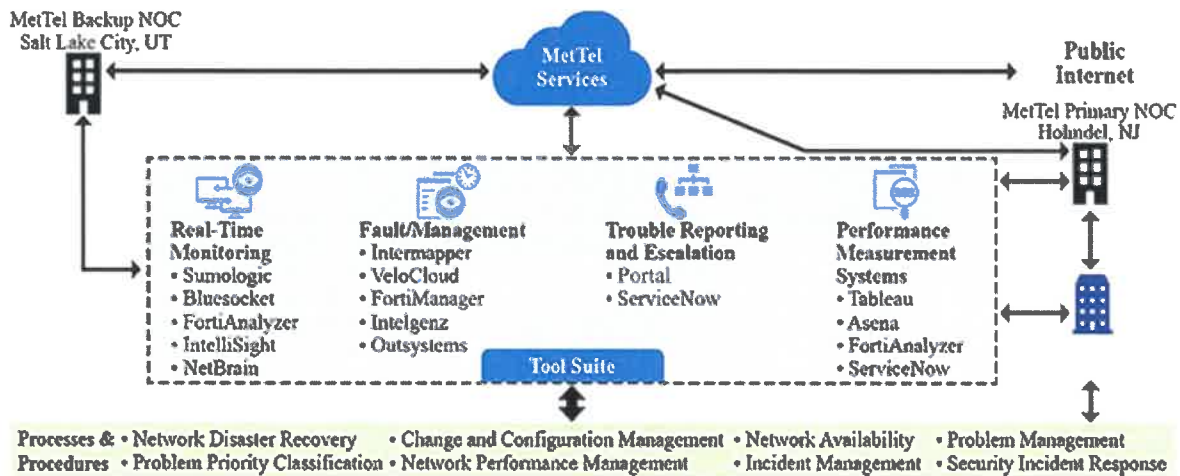 MetTel Backup NOC
Salt Lake City, UT
MetTel
Services
Public
Internet
MetTel Primary NOC
Holmdel, NJ
Real-Time
Monitoring
• Sumologic
• Bluesocket
• FortiAnalyzer
• IntelliSight
• NetBrain
Fault/Management
• Intermapper
• VeloCloud
• FortiManager
• Intelgenz
• Outsystems
Trouble Reporting
and Escalation
• Portal
• ServiceNow
Performance
Measurement
Systems
• Tableau
• Asena
• FortiAnalyzer
• ServiceNow
Tool Suite
Processes & • Network Disaster Recovery • Change and Configuration Management • Network Availability • Problem Management
Procedures • Problem Priority Classification • Network Performance Management • Incident Management • Security Incident Response